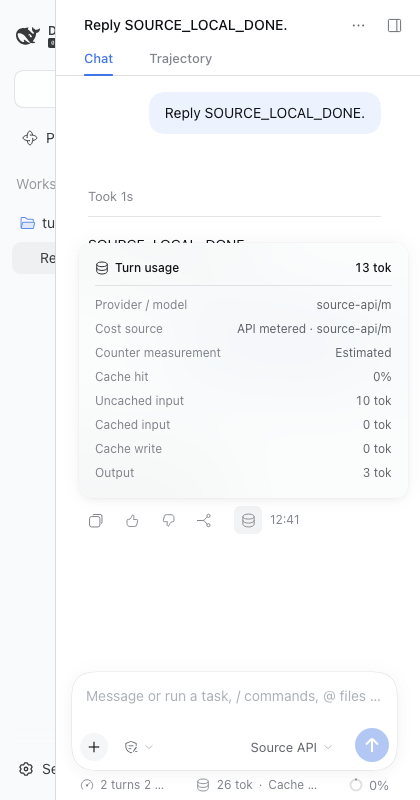 Reply SOURCE_LOCAL_DONE.
Chat
Trajectory
P
Reply SOURCE_LOCAL_DONE.
Works
Took 1s
tu
SOURCE_LOCAL_DONE
Re
Turn usage 13 tok
Provider / model source-api/m
Cost source API metered · source-api/m
Counter measurement Estimated
Cache hit 0%
Uncached input 10 tok
Cached input 0 tok
Cache write 0 tok
Output 3 tok
12:41
Message or run a task, / commands, @ files ...
Source API
Se
2 turns 2 ... 26 tok · Cache ... 0%